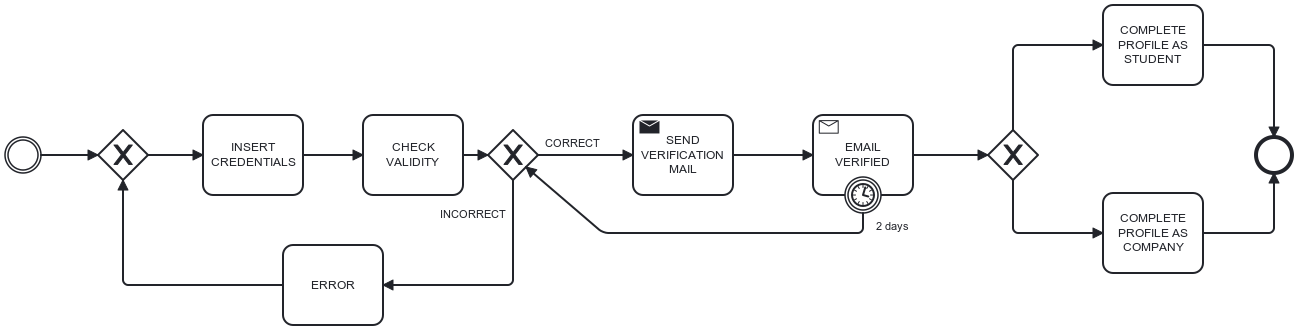 COMPLETE
PROFILE AS
STUDENT
INSERT
CREDENTIALS
CHECK
VALIDITY
CORRECT
SEND
VERIFICATION
MAIL
EMAIL
VERIFIED
INCORRECT
2 days
COMPLETE
PROFILE AS
COMPANY
ERROR